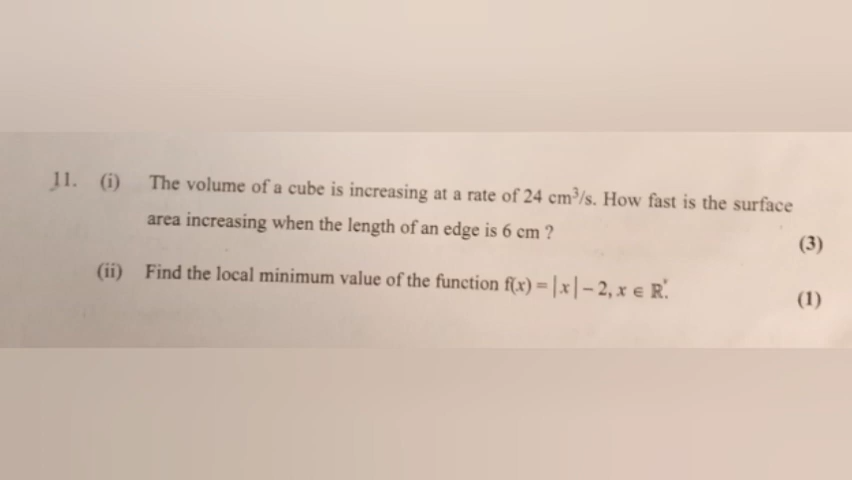 11. (i) The volume of a cube is increasing at a rate of 24 cm³/s. How fast is the surface
area increasing when the length of an edge is 6 cm ?
(3)
(ii) Find the local minimum value of the function f(x) = |x| – 2, x ∈ ℝ.
(1)